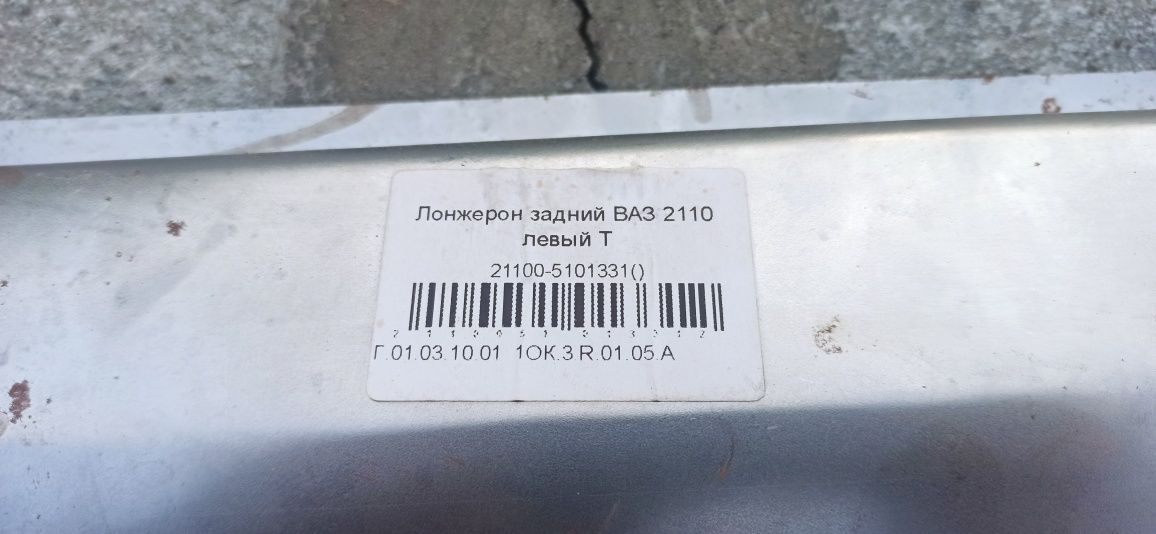 Лонжерон задний ВАЗ 2110
левый Т
21100-5101331()
Г.01.03.10.01 1ОК.3 R.01.05.А